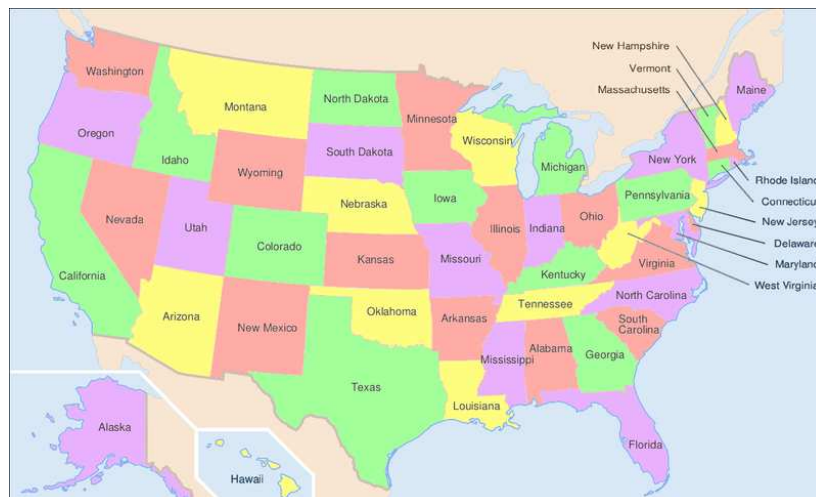 New Hampshire
Vermont
Massachusetts
Washington
Montana
North Dakota
Minnesota
Maine
Oregon
Idaho
Wyoming
South Dakota
Wisconsin
Michigan
New York
Rhode Island
Connecticu
New Jersey
Delaware
Maryland
West Virginia
Nevada
Utah
Colorado
Nebraska
Iowa
Illinois
Indiana
Ohio
Pennsylvania
California
Kansas
Missouri
Kentucky
Virginia
Arizona
New Mexico
Oklahoma
Arkansas
Tennessee
North Carolina
South
Carolina
Texas
Louisiana
Mississippi
Alabama
Georgia
Florida
Alaska
Hawaii